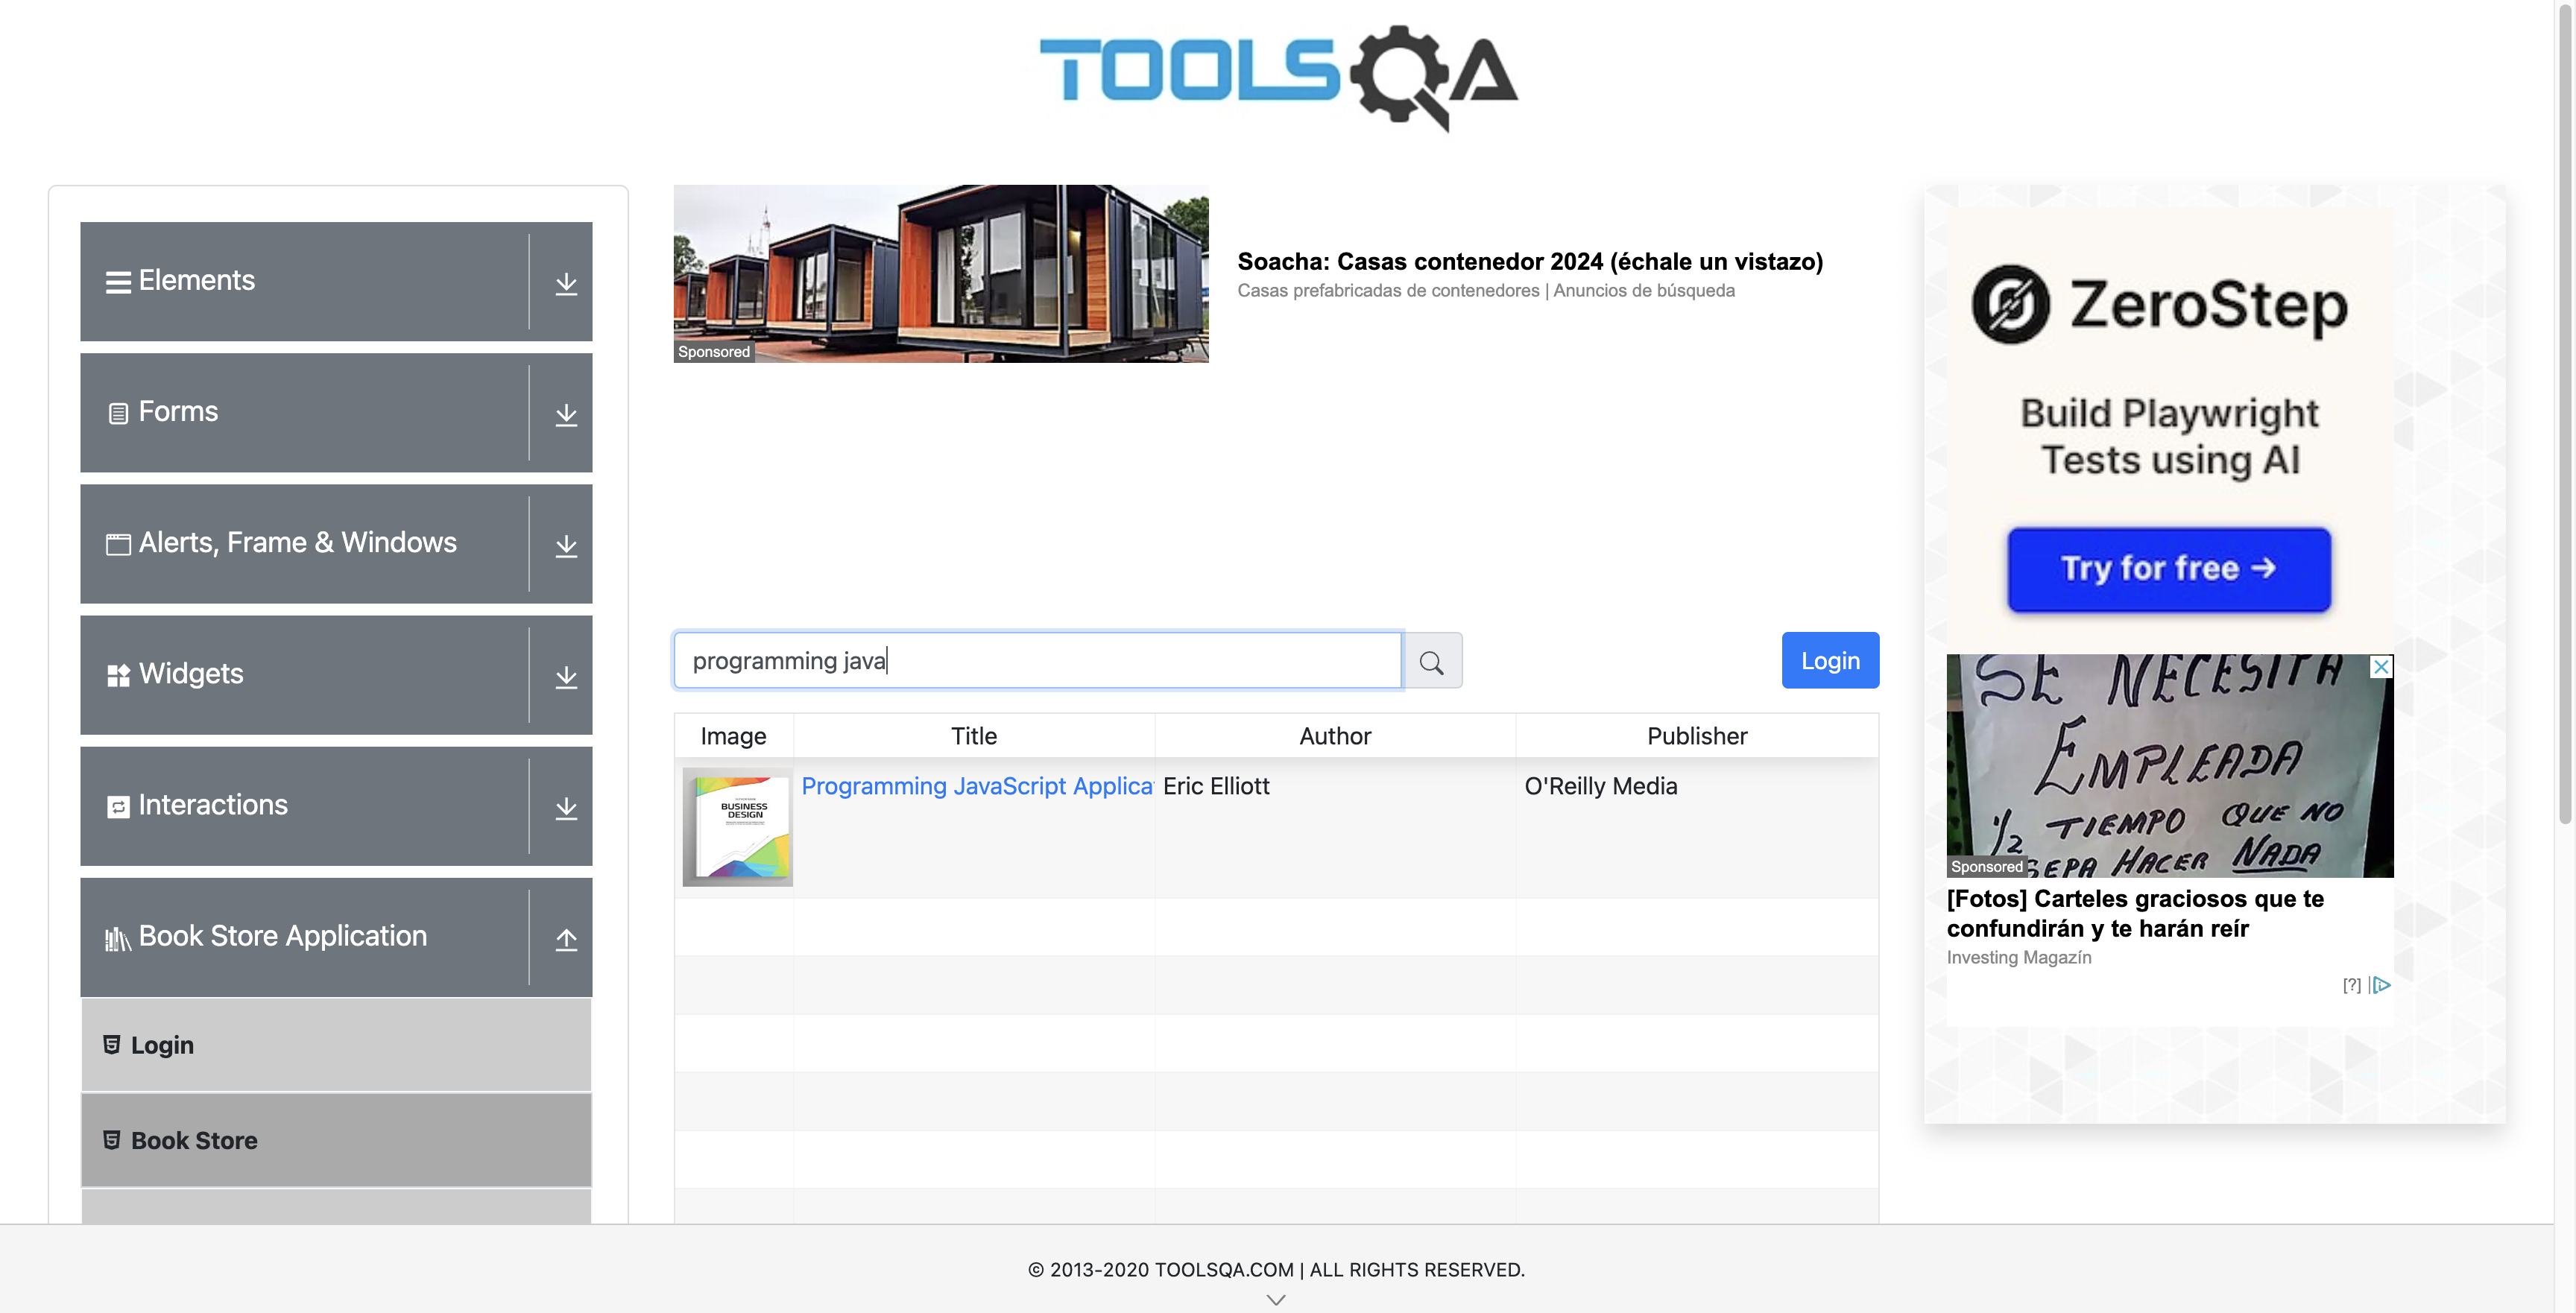 TOOLSQA
Elements
Forms
Alerts, Frame & Windows
Widgets
Interactions
Book Store Application
Login
Book Store
Sponsored
Soacha: Casas contenedor 2024 (échale un vistazo)
Casas prefabricadas de contenedores | Anuncios de búsqueda
programming java
Login
Image Title Author Publisher
BUSINESS
DESIGN
Programming JavaScript Applica Eric Elliott O'Reilly Media
ZeroStep
Build Playwright
Tests using AI
Try for free →
SE NECESITA
EMPLEADA
1/2 TIEMPO QUE NO
SEPA HACER NADA
Sponsored
[Fotos] Carteles graciosos que te
confundirán y te harán reír
Investing Magazín
[?]
© 2013-2020 TOOLSQA.COM | ALL RIGHTS RESERVED.